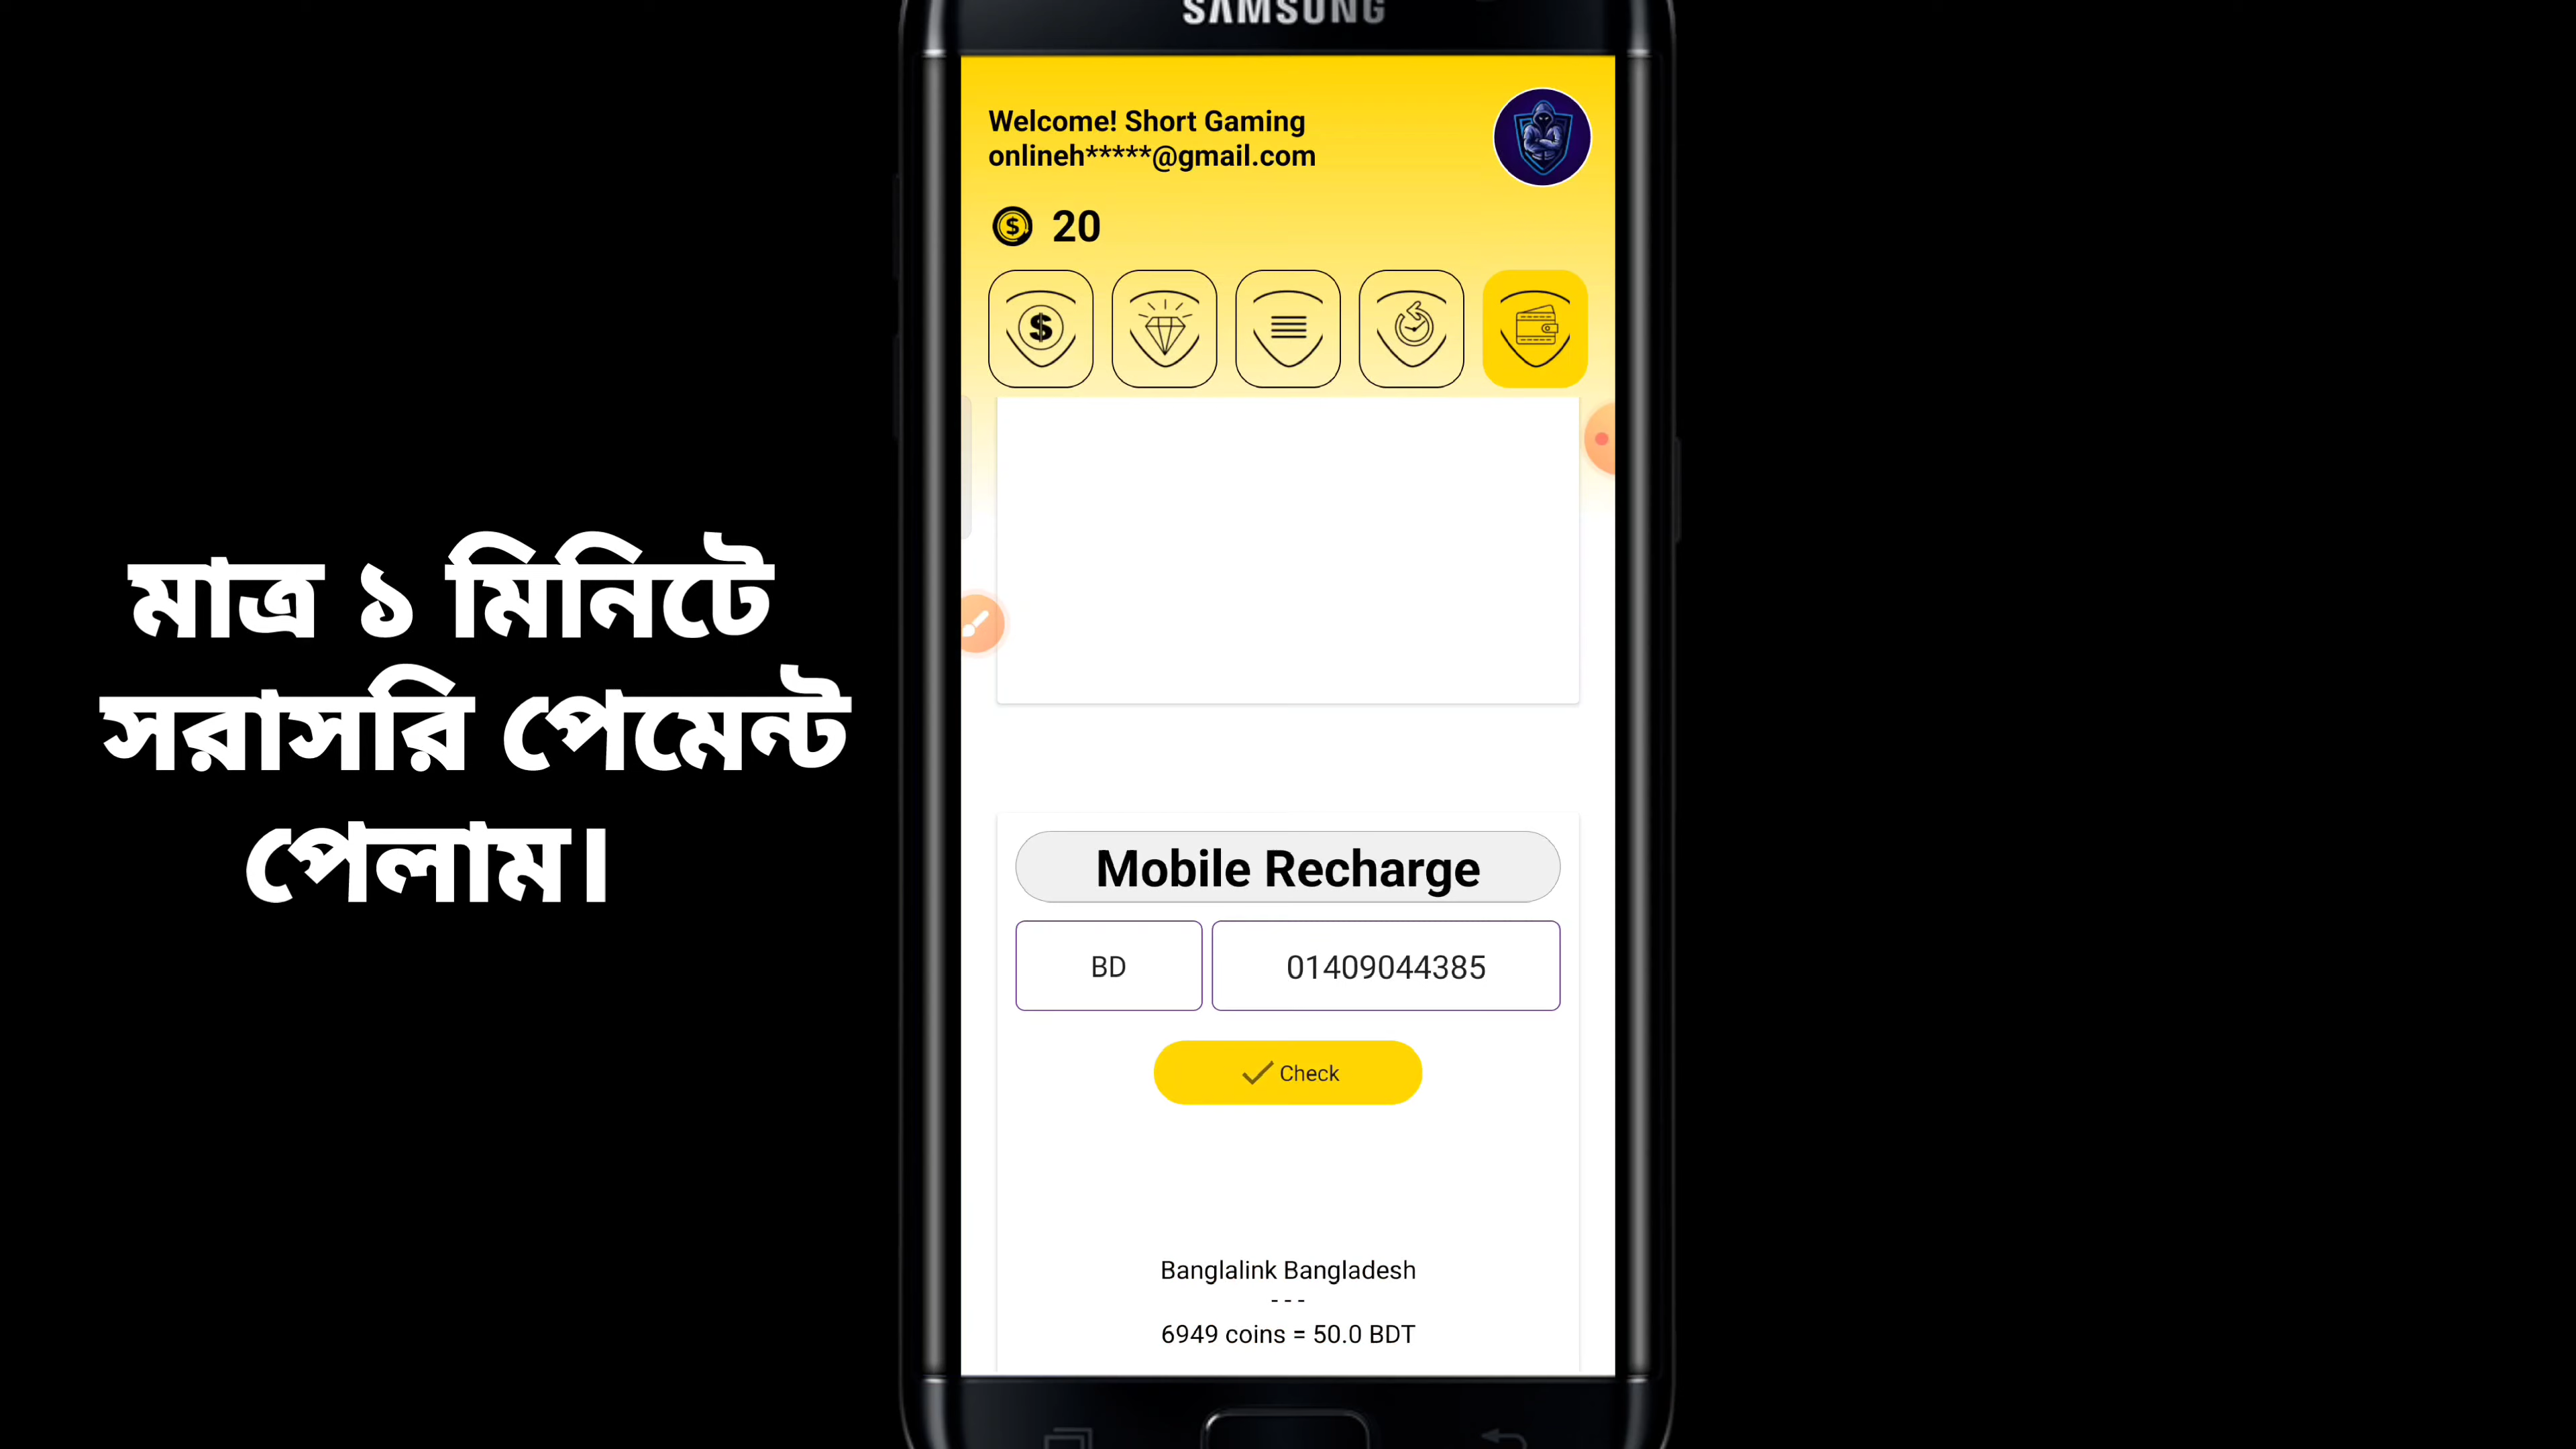 SAMSUNG
Welcome! Short Gaming
onlineh*****@gmail.com
20
মাত্র ১ মিনিটে
সরাসরি পেমেন্ট
পেলাম।
Mobile Recharge
BD
01409044385
Check
Banglalink Bangladesh
- - -
6949 coins = 50.0 BDT